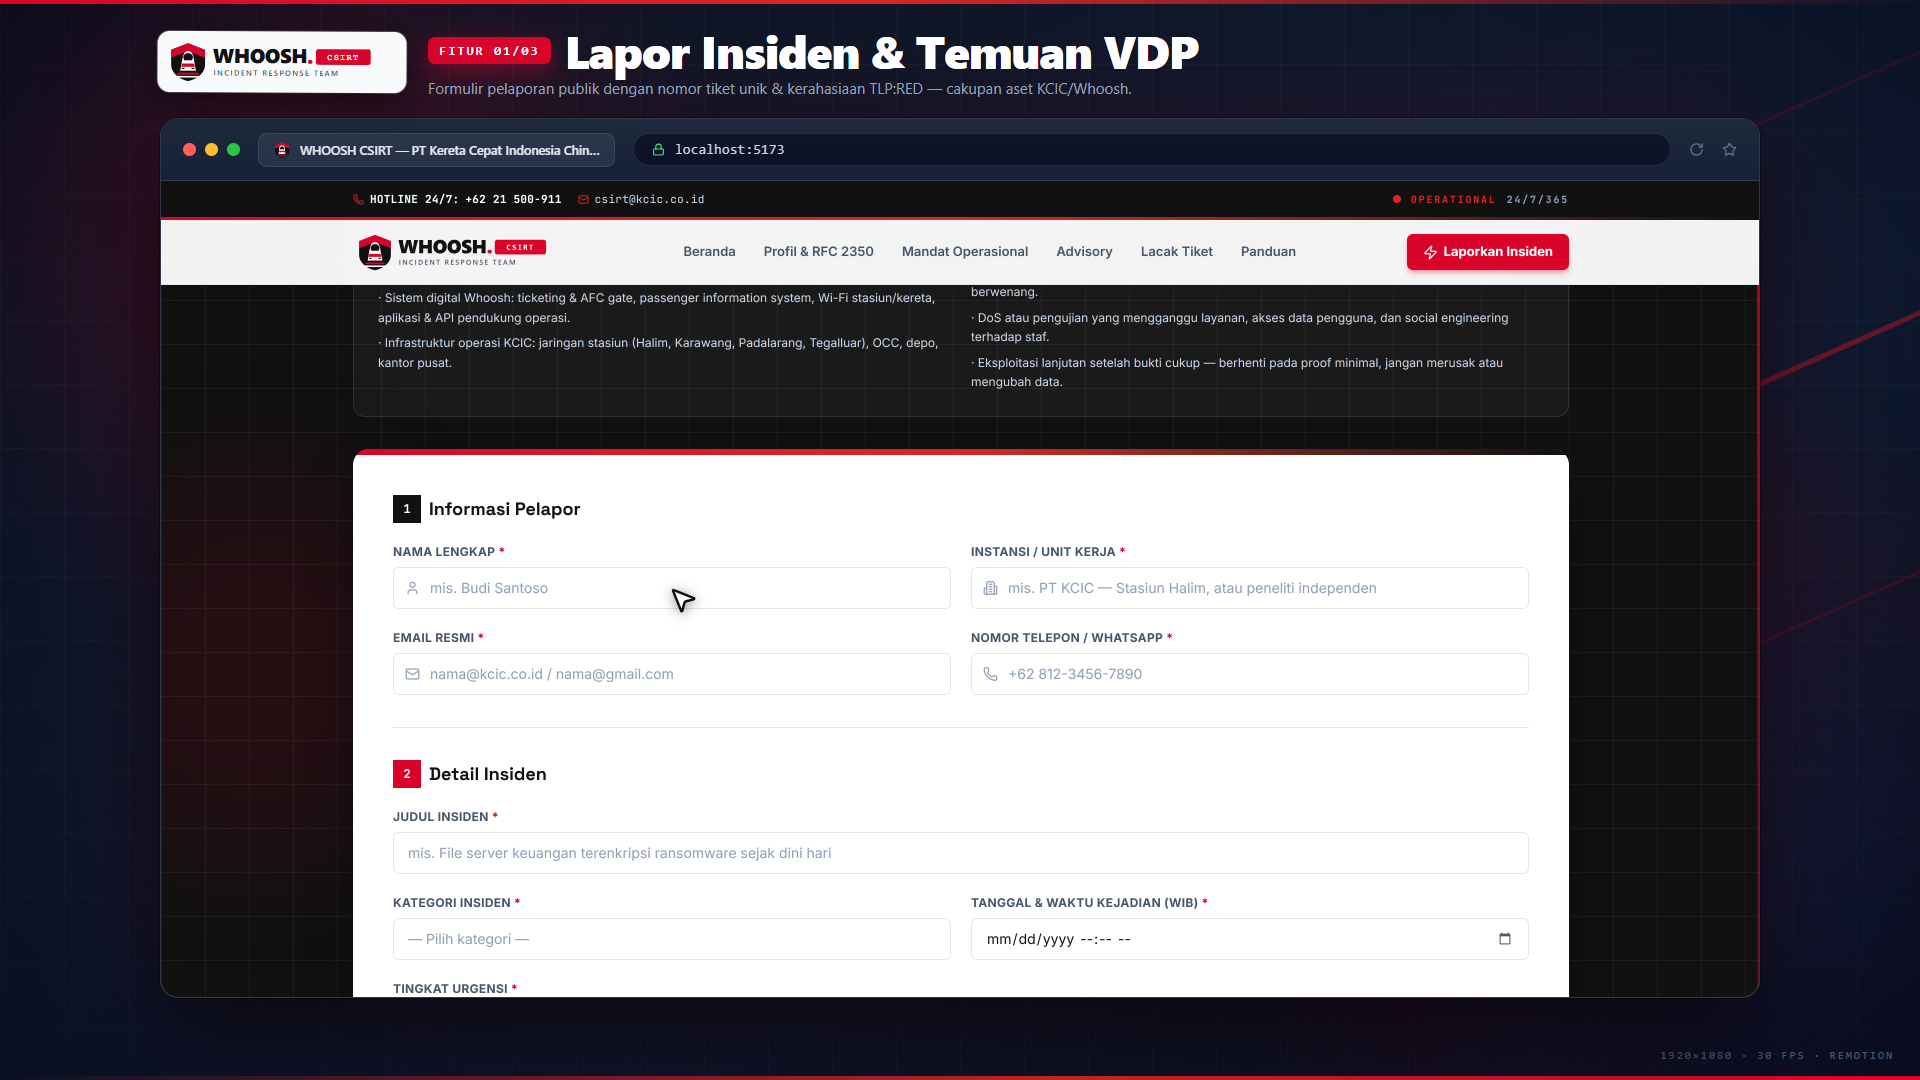 WHOOSH. CSIRT
INCIDENT RESPONSE TEAM
FITUR 01/03
Lapor Insiden & Temuan VDP
Formulir pelaporan publik dengan nomor tiket unik & kerahasiaan TLP:RED — cakupan aset KCIC/Whoosh.
WHOOSH CSIRT — PT Kereta Cepat Indonesia Chin...
localhost:5173
HOTLINE 24/7: +62 21 500-911
csirt@kcic.co.id
OPERATIONAL 24/7/365
WHOOSH. CSIRT
INCIDENT RESPONSE TEAM
Beranda
Profil & RFC 2350
Mandat Operasional
Advisory
Lacak Tiket
Panduan
Laporkan Insiden
· Sistem digital Whoosh: ticketing & AFC gate, passenger information system, Wi-Fi stasiun/kereta,
aplikasi & API pendukung operasi.
· Infrastruktur operasi KCIC: jaringan stasiun (Halim, Karawang, Padalarang, Tegalluar), OCC, depo,
kantor pusat.
berwenang.
· DoS atau pengujian yang mengganggu layanan, akses data pengguna, dan social engineering
terhadap staf.
· Eksploitasi lanjutan setelah bukti cukup — berhenti pada proof minimal, jangan merusak atau
mengubah data.
1 Informasi Pelapor
NAMA LENGKAP *
mis. Budi Santoso
INSTANSI / UNIT KERJA *
mis. PT KCIC — Stasiun Halim, atau peneliti independen
EMAIL RESMI *
nama@kcic.co.id / nama@gmail.com
NOMOR TELEPON / WHATSAPP *
+62 812-3456-7890
2 Detail Insiden
JUDUL INSIDEN *
mis. File server keuangan terenkripsi ransomware sejak dini hari
KATEGORI INSIDEN *
— Pilih kategori —
TANGGAL & WAKTU KEJADIAN (WIB) *
mm/dd/yyyy --:-- --
TINGKAT URGENSI *
1920×1080 · 30 FPS · REMOTION